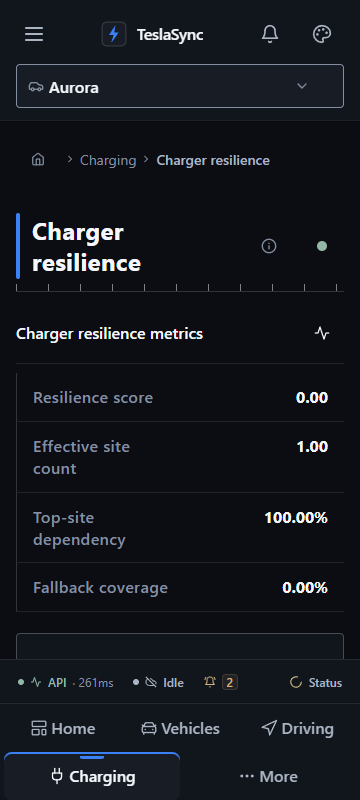 TeslaSync
Aurora
Charging
Charger resilience
Charger
resilience
Charger resilience metrics
Resilience score 0.00
Effective site
count 1.00
Top-site
dependency 100.00%
Fallback coverage 0.00%
API · 261ms Idle 2 Status
Home Vehicles Driving
Charging More